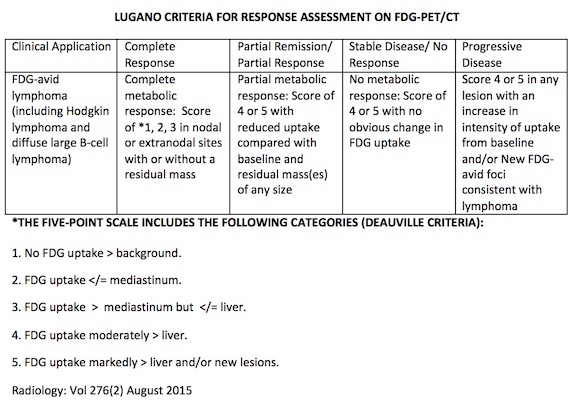 LUGANO CRITERIA FOR RESPONSE ASSESSMENT ON FDG-PET/CT
Clinical Application
Complete
Response
Partial Remission/
Partial Response
Stable Disease/ No
Response
Progressive
Disease
FDG-avid
lymphoma
(including Hodgkin
lymphoma and
diffuse large B-cell
lymphoma)
Complete
metabolic
response:  Score
of *1, 2, 3 in nodal
or extranodal sites
with or without a
residual mass
Partial metabolic
response: Score of
4 or 5 with
reduced uptake
compared with
baseline and
residual mass(es)
of any size
No metabolic
response: Score of
4 or 5 with no
obvious change in
FDG uptake
Score 4 or 5 in any
lesion with an
increase in
intensity of uptake
from baseline
and/or New FDG-
avid foci
consistent with
lymphoma
*THE FIVE-POINT SCALE INCLUDES THE FOLLOWING CATEGORIES (DEAUVILLE CRITERIA):
1. No FDG uptake > background.
2. FDG uptake </= mediastinum.
3. FDG uptake  >  mediastinum but  </= liver.
4. FDG uptake moderately > liver.
5. FDG uptake markedly > liver and/or new lesions.
Radiology: Vol 276(2) August 2015